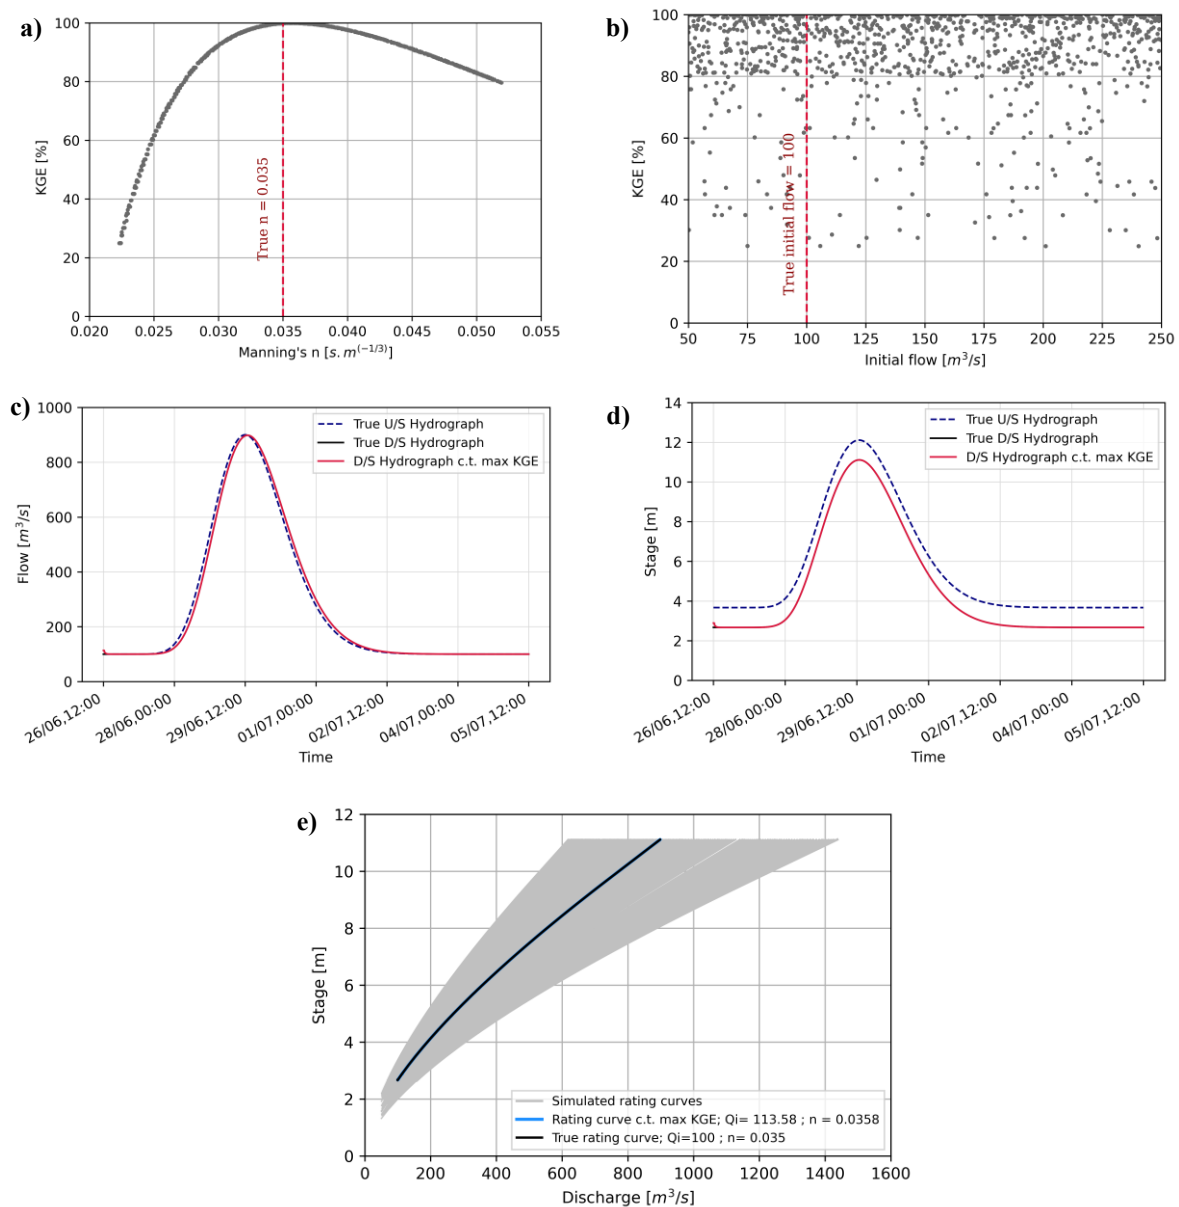 a)
100
80
60
40
20
0
KGE [%]
True n = 0.035
0.020 0.025 0.030 0.035 0.040 0.045 0.050 0.055
Manning's n [s. m^(-1/3)]
b)
100
80
60
40
20
0
KGE [%]
True initial flow = 100
50 75 100 125 150 175 200 225 250
Initial flow [m³/s]
c)
1000
800
600
400
200
0
Flow [m³/s]
True U/S Hydrograph
True D/S Hydrograph
D/S Hydrograph c.t. max KGE
26/06,12:00 28/06,00:00 29/06,12:00 01/07,00:00 02/07,12:00 04/07,00:00 05/07,12:00
Time
d)
14
12
10
8
6
4
2
0
Stage [m]
True U/S Hydrograph
True D/S Hydrograph
D/S Hydrograph c.t. max KGE
26/06,12:00 28/06,00:00 29/06,12:00 01/07,00:00 02/07,12:00 04/07,00:00 05/07,12:00
Time
e)
12
10
8
6
4
2
0
Stage [m]
Simulated rating curves
Rating curve c.t. max KGE; Qi= 113.58 ; n = 0.0358
True rating curve; Qi=100 ; n= 0.035
0 200 400 600 800 1000 1200 1400 1600
Discharge [m³/s]